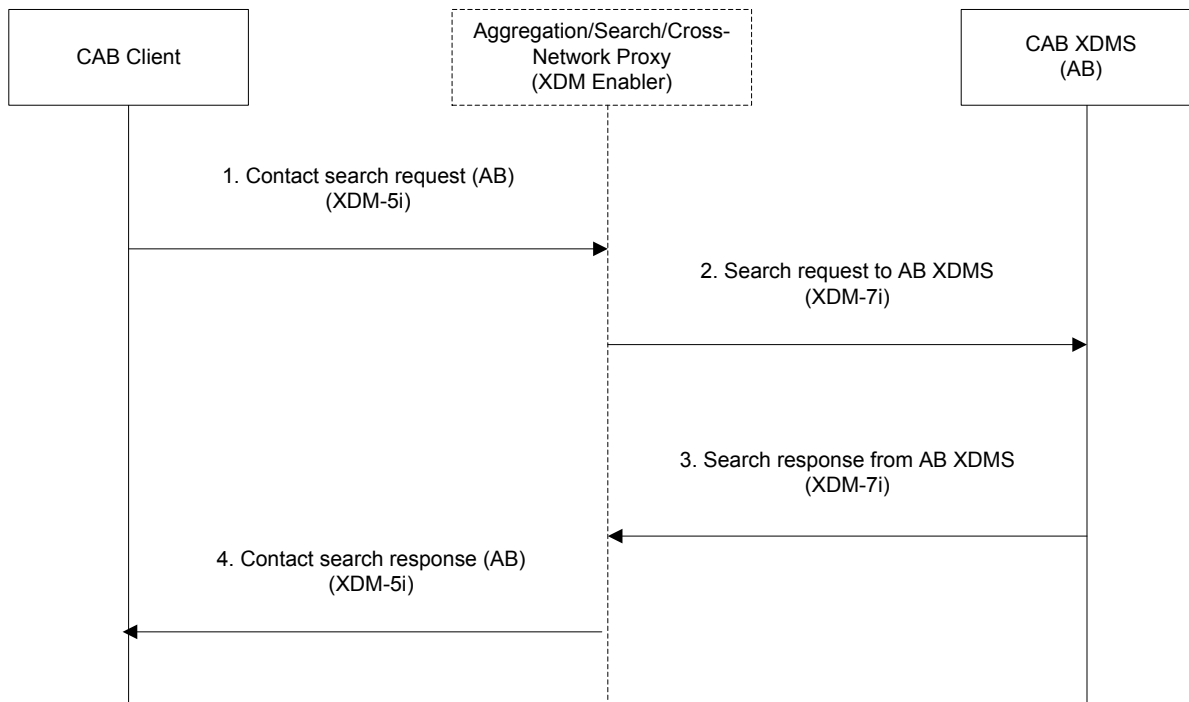 CAB Client
Aggregation/Search/Cross-
Network Proxy
(XDM Enabler)
CAB XDMS
(AB)
1. Contact search request (AB)
(XDM-5i)
2. Search request to AB XDMS
(XDM-7i)
3. Search response from AB XDMS
(XDM-7i)
4. Contact search response (AB)
(XDM-5i)